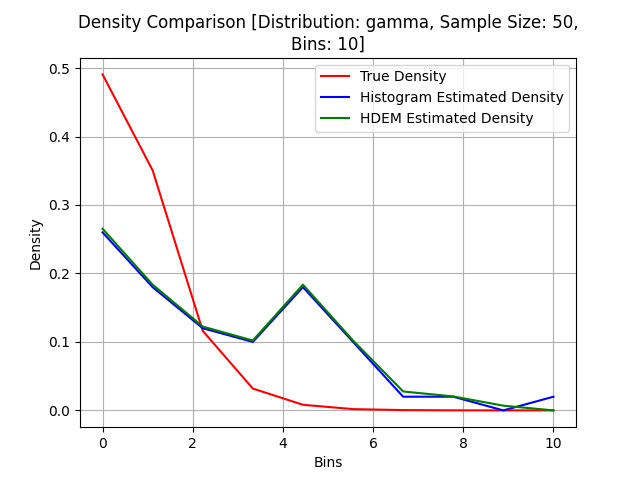 Density Comparison [Distribution: gamma, Sample Size: 50,
Bins: 10]
True Density
Histogram Estimated Density
HDEM Estimated Density
Density
0.5
0.4
0.3
0.2
0.1
0.0
0 2 4 6 8 10
Bins